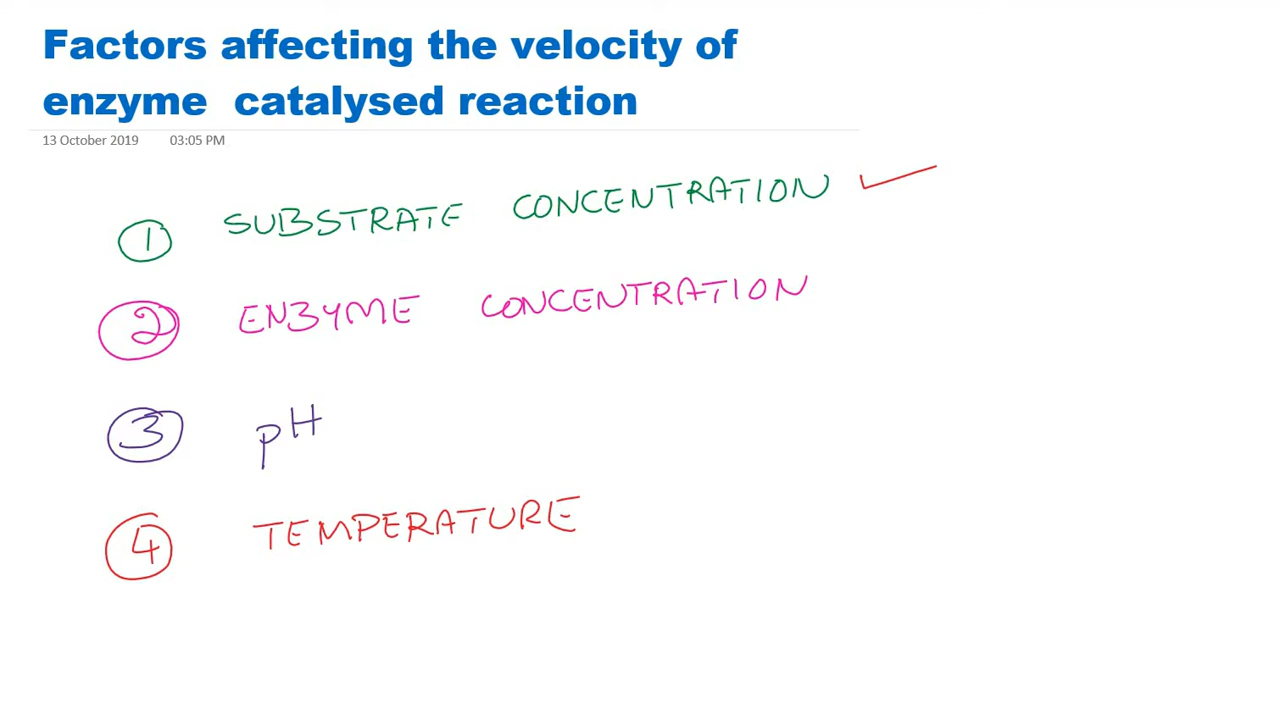 Factors affecting the velocity of
enzyme catalysed reaction
13 October 2019 03:05 PM
1 SUBSTRATE CONCENTRATION
2 ENZYME CONCENTRATION
3 pH
4 TEMPERATURE